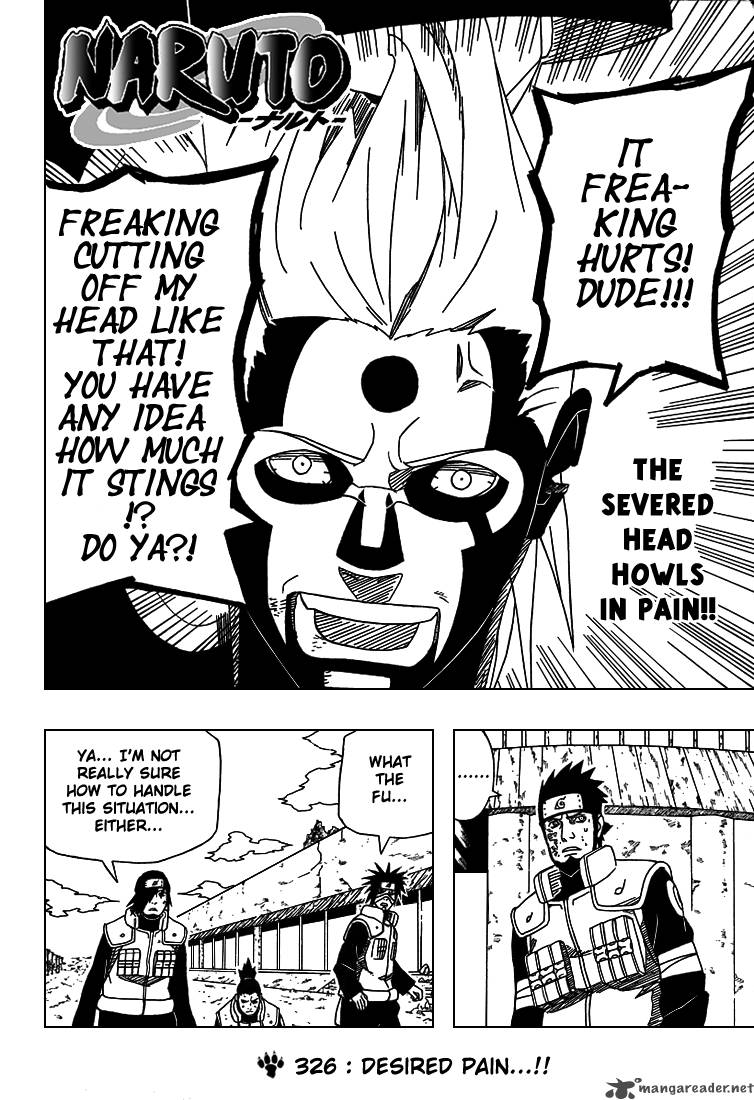 NARUTO
-ナルト-
IT
FREA-
KING
HURTS!
DUDE!!!
FREAKING
CUTTING
OFF MY
HEAD LIKE
THAT!
YOU HAVE
ANY IDEA
HOW MUCH
IT STINGS
!?
DO YA?!
THE
SEVERED
HEAD
HOWLS
IN PAIN!!
.........
WHAT
THE
FU...
YA... I'M NOT
REALLY SURE
HOW TO HANDLE
THIS SITUATION...
EITHER...
326 : DESIRED PAIN...!!
mangareader.net